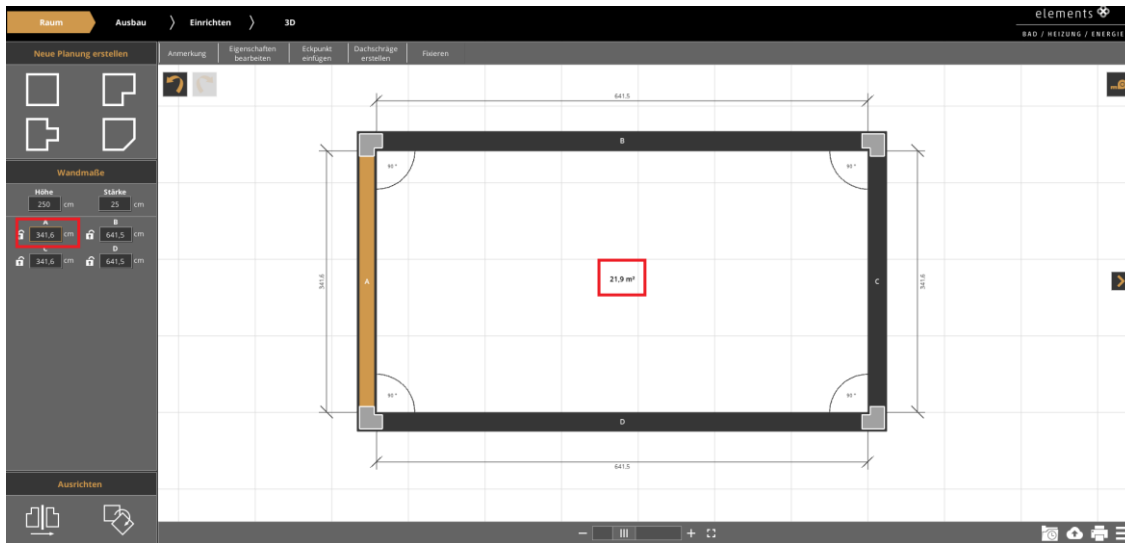 Raum Ausbau Einrichten 3D
elements
BAD / HEIZUNG / ENERGIE
Neue Planung erstellen
Anmerkung
Eigenschaften
bearbeiten
Eckpunkt
einfügen
Dachschräge
erstellen
Fixieren
Wandmaße
Höhe Stärke
250 cm 25 cm
A B
341,6 cm 641,5 cm
C D
341,6 cm 641,5 cm
Ausrichten
641,5
B
90 ° 90 °
341,6 A 21,9 m² C 341,6
90 ° 90 °
D
641,5